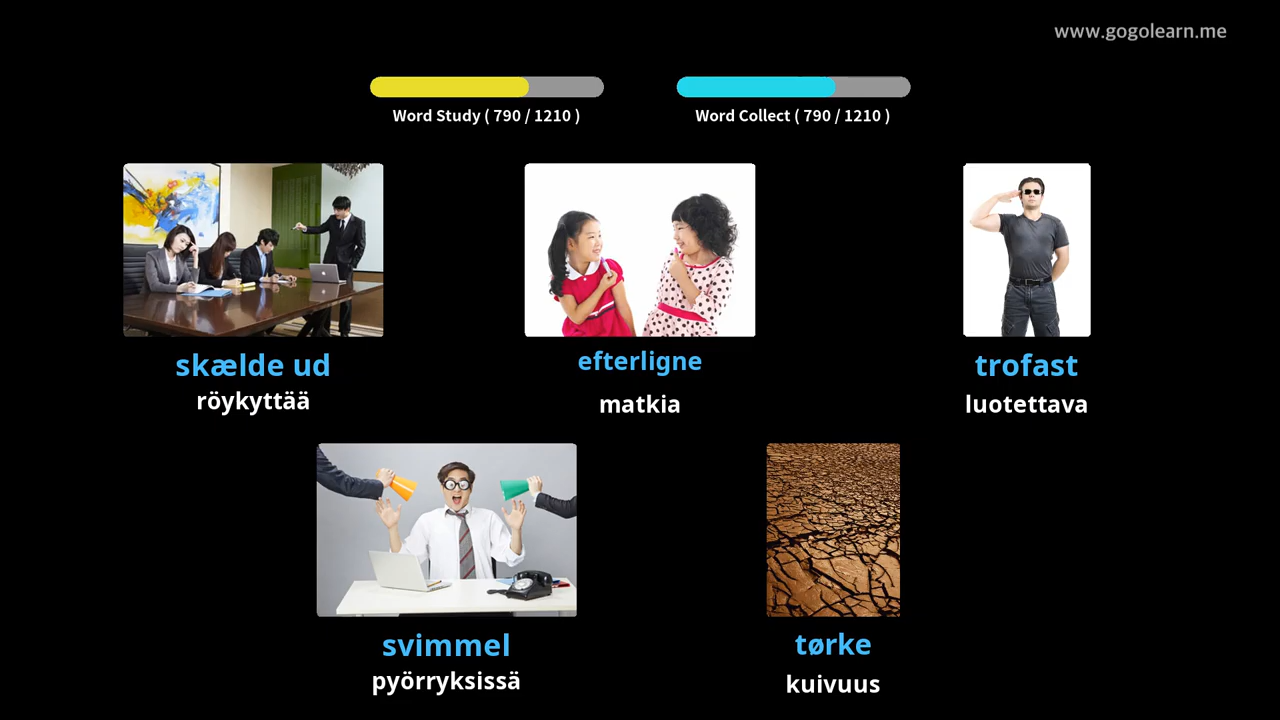 www.gogolearn.me
Word Study ( 790 / 1210 )
Word Collect ( 790 / 1210 )
skælde ud
röykyttää
efterligne
matkia
trofast
luotettava
svimmel
pyörryksissä
tørke
kuivuus